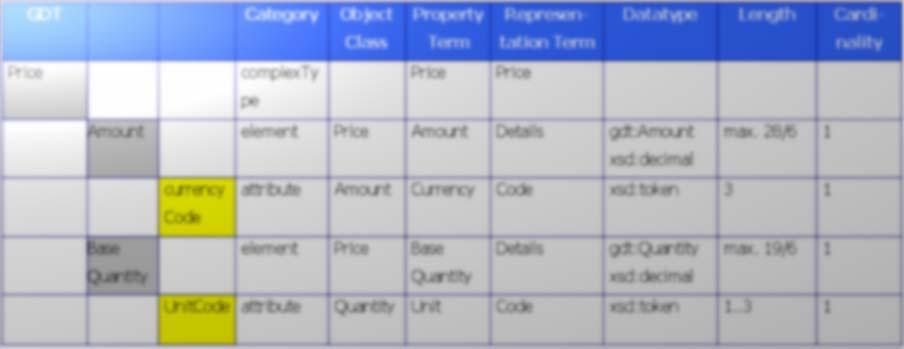 GDT Category Object Class Property Term Represen-tation Term Datatype Length Cardi-nality
Price complexType Price Price
Amount element Price Amount Details gdt:Amount xsd:decimal max. 28/6 1
currency Code attribute Amount Currency Code xsd:token 3 1
Base Quantity element Price Base Quantity Details gdt:Quantity xsd:decimal max. 19/6 1
UnitCode attribute Quantity Unit Code xsd:token 1..3 1